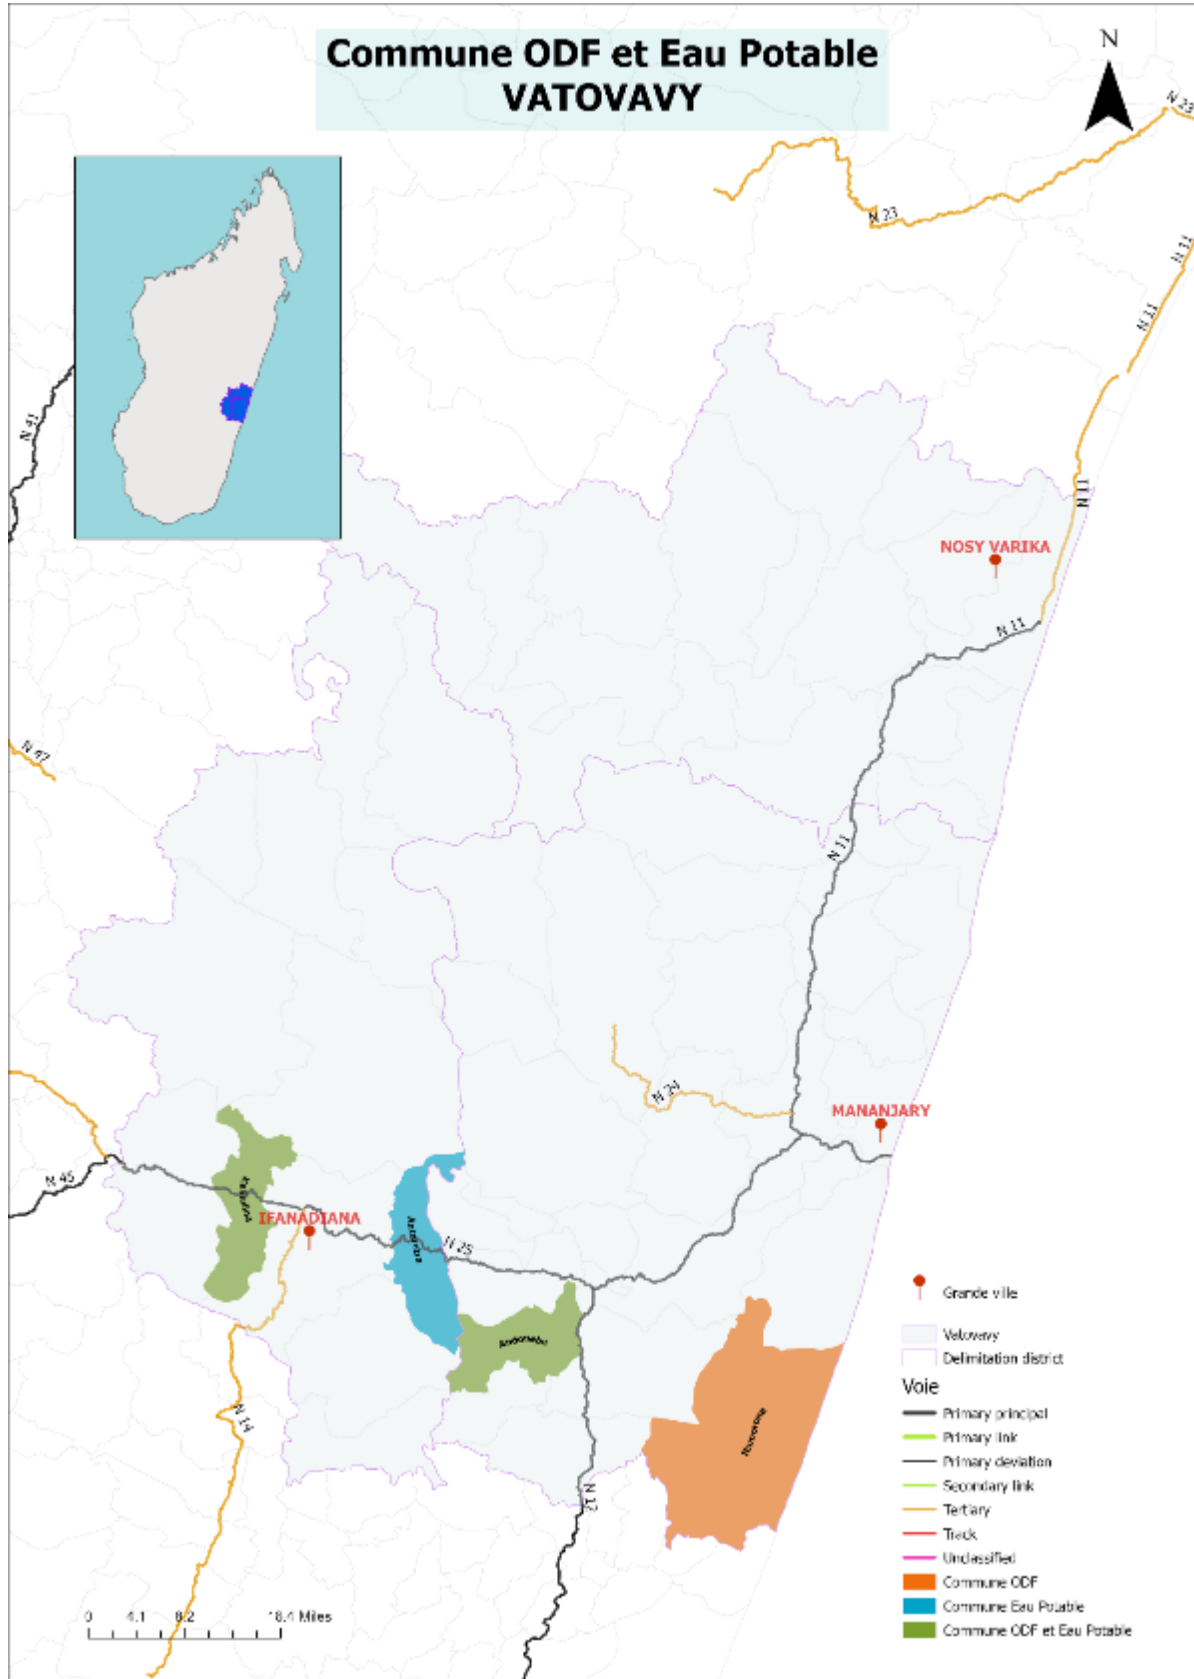 Commune ODF et Eau Potable
VATOVAVY
N
N 23
N 23
N 11
N 11
N 41
N 11
NOSY VARIKA
N 11
N 47
N 11
N 24
MANANJARY
N 45
IFANADIANA
N 25
N 14
N 12
Grande ville
Vatovavy
Delimitation district
Voie
Primary principal
Primary link
Primary deviation
Secondary link
Tertiary
Track
Unclassified
Commune ODF
Commune Eau Potable
Commune ODF et Eau Potable
0 4.1 8.2 18.4 Miles